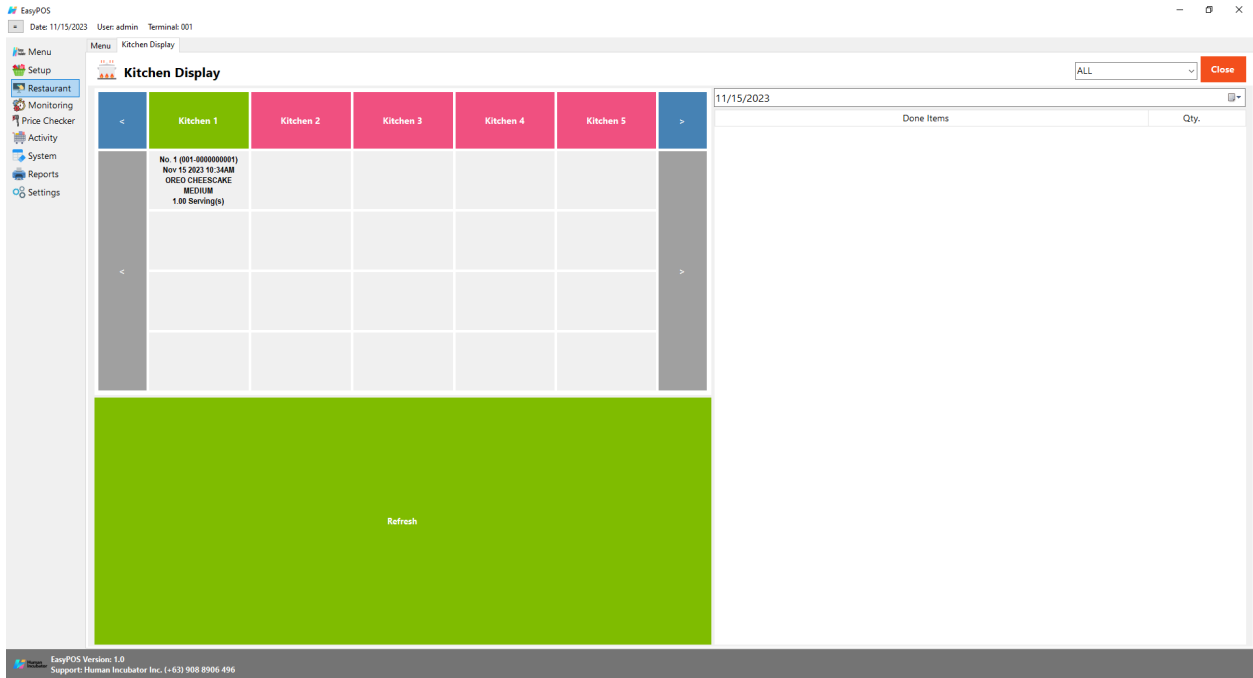 EasyPOS
Date: 11/15/2023 User: admin Terminal: 001
Menu
Setup
Restaurant
Monitoring
Price Checker
Activity
System
Reports
Settings
Menu Kitchen Display
Kitchen Display
ALL
Close
< Kitchen 1 Kitchen 2 Kitchen 3 Kitchen 4 Kitchen 5 >
No. 1 (001-0000000001)
Nov 15 2023 10:34AM
OREO CHEESCAKE
MEDIUM
1.00 Serving(s)
< >
Refresh
11/15/2023
Done Items Qty.
Human
Incubator
EasyPOS Version: 1.0
Support: Human Incubator Inc. (+63) 908 8906 496